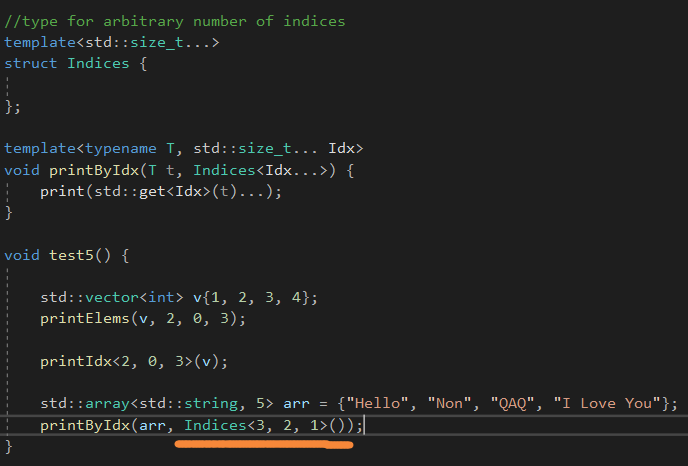 //type for arbitrary number of indices
template<std::size_t...>
struct Indices {
};
template<typename T, std::size_t... Idx>
void printByIdx(T t, Indices<Idx...>) {
print(std::get<Idx>(t)...);
}
void test5() {
std::vector<int> v{1, 2, 3, 4};
printElems(v, 2, 0, 3);
printIdx<2, 0, 3>(v);
std::array<std::string, 5> arr = {"Hello", "Non", "QAQ", "I Love You"};
printByIdx(arr, Indices<3, 2, 1>());
}